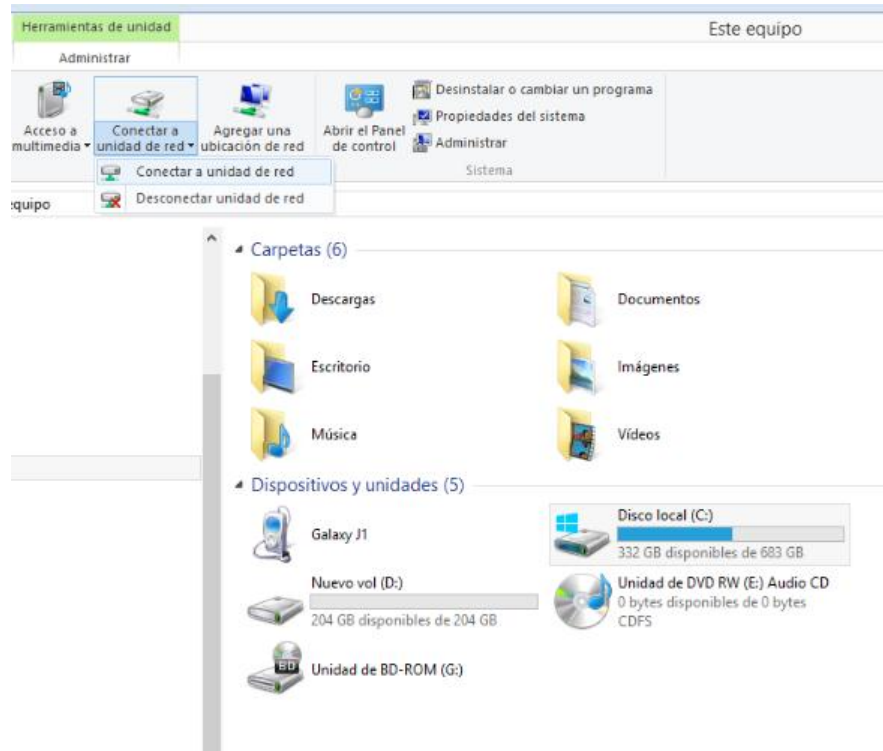 Herramientas de unidad
Este equipo
Administrar
Acceso a
multimedia
Conectar a
unidad de red
Agregar una
ubicación de red
Abrir el Panel
de control
Desinstalar o cambiar un programa
Propiedades del sistema
Administrar
Sistema
Conectar a unidad de red
Desconectar unidad de red
equipo
Carpetas (6)
Descargas
Documentos
Escritorio
Imágenes
Música
Vídeos
Dispositivos y unidades (5)
Galaxy J1
Disco local (C:)
332 GB disponibles de 683 GB
Nuevo vol (D:)
204 GB disponibles de 204 GB
Unidad de DVD RW (E:) Audio CD
0 bytes disponibles de 0 bytes
CDFS
BD
Unidad de BD-ROM (G:)